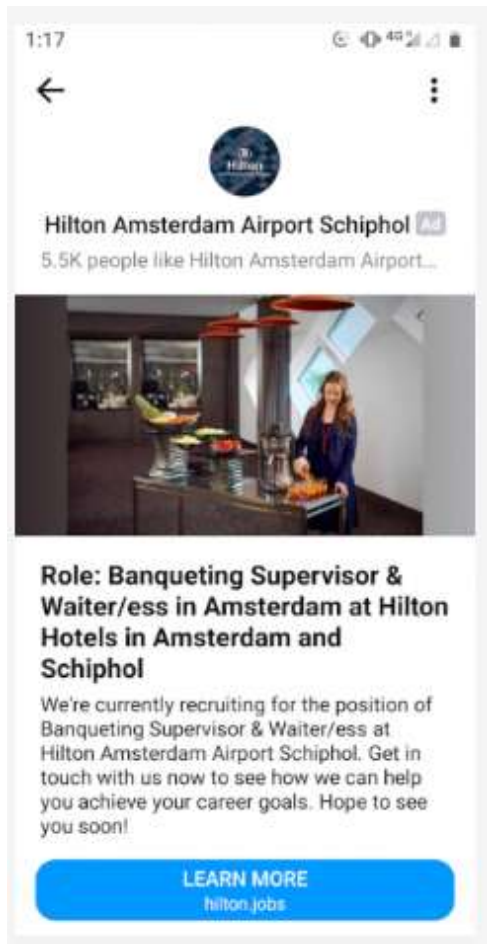 1:17
4G
Hilton
Hilton Amsterdam Airport Schiphol Ad
5.5K people like Hilton Amsterdam Airport...
Role: Banqueting Supervisor &
Waiter/ess in Amsterdam at Hilton
Hotels in Amsterdam and
Schiphol
We're currently recruiting for the position of
Banqueting Supervisor & Waiter/ess at
Hilton Amsterdam Airport Schiphol. Get in
touch with us now to see how we can help
you achieve your career goals. Hope to see
you soon!
LEARN MORE
hilton.jobs